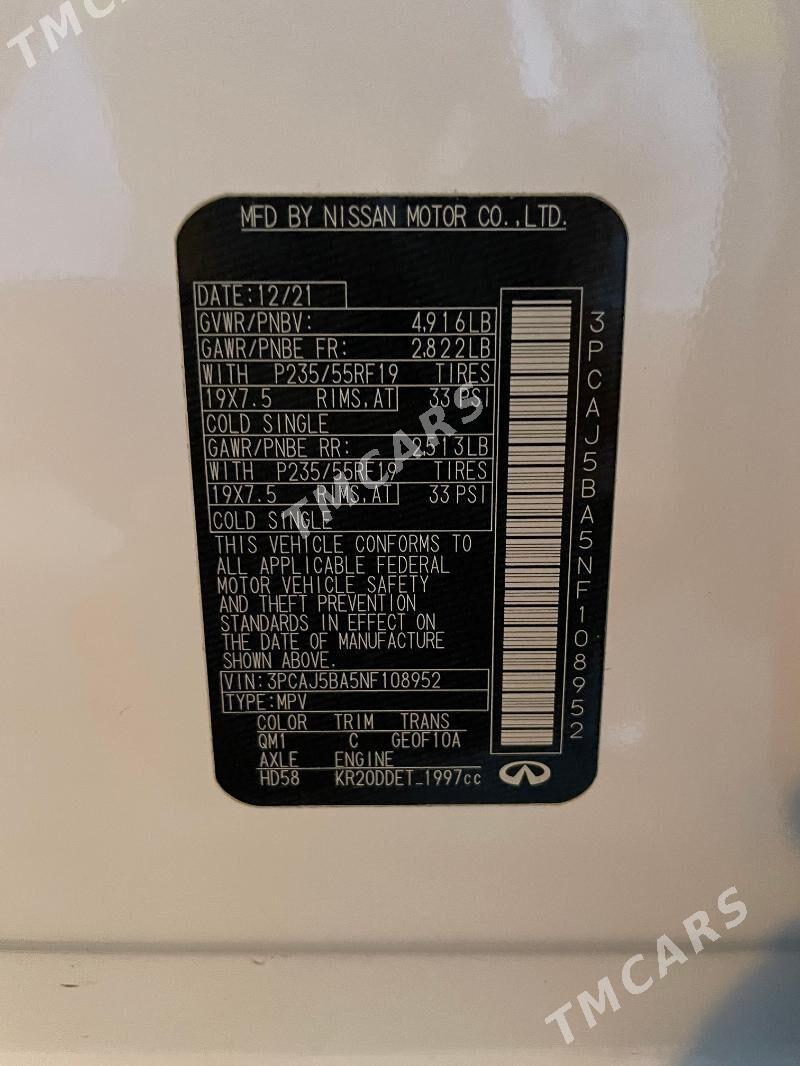 TMCARS
MFD BY NISSAN MOTOR CO.,LTD.
DATE:12/21
GVWR/PNBV: 4,916LB
GAWR/PNBE FR: 2,822LB
WITH P235/55RF19 TIRES
19X7.5 RIMS,AT 33 PSI
COLD SINGLE
GAWR/PNBE RR: 2,513LB
WITH P235/55RF19 TIRES
19X7.5 RIMS,AT 33 PSI
COLD SINGLE
THIS VEHICLE CONFORMS TO
ALL APPLICABLE FEDERAL
MOTOR VEHICLE SAFETY
AND THEFT PREVENTION
STANDARDS IN EFFECT ON
THE DATE OF MANUFACTURE
SHOWN ABOVE.
VIN:3PCAJ5BA5NF108952
TYPE:MPV
COLOR TRIM TRANS
QM1 C GE0F10A
AXLE ENGINE
HD58 KR20DDET_1997cc
3PCAJ5BA5NF108952
TMCARS
TMCARS